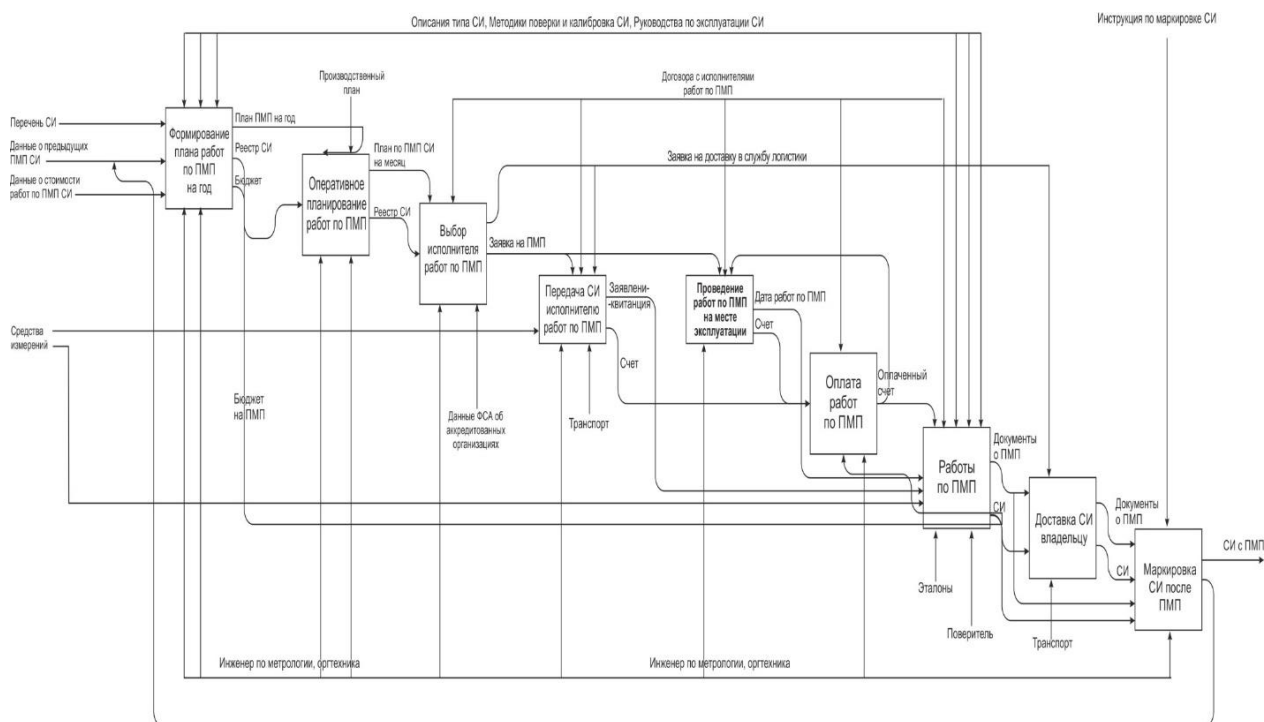 Описания типа СИ, Методики поверки и калибровка СИ, Руководства по эксплуатации СИ
Инструкция по маркировке СИ
Производственный
план
Договора с исполнителями
работ по ПМП
Перечень СИ
Данные о предыдущих
ПМП СИ
Данные о стоимости
работ по ПМП СИ
Формирование
плана работ
по ПМП
на год
План ПМП на год
Реестр СИ
Бюджет
Оперативное
планирование
работ по ПМП
План по ПМП СИ
на месяц
Реестр СИ
Заявка на доставку в службу логистики
Выбор
исполнителя
работ по ПМП
Заявка на ПМП
Передача СИ
исполнителю
работ по ПМП
Заявлени-
-квитанция
Счет
Проведение
работ по ПМП
на месте
эксплуатации
Дата работ по ПМП
Счет
Средства
измерений
Бюджет
на ПМП
Данные ФСА об
аккредитованных
организациях
Транспорт
Оплата
работ
по ПМП
Оплаченный
счет
Работы
по ПМП
Документы
о ПМП
СИ
Доставка СИ
владельцу
Документы
о ПМП
СИ
Маркировка
СИ после
ПМП
СИ с ПМП
Эталоны
Поверитель
Транспорт
Инженер по метрологии, оргтехника
Инженер по метрологии, оргтехника